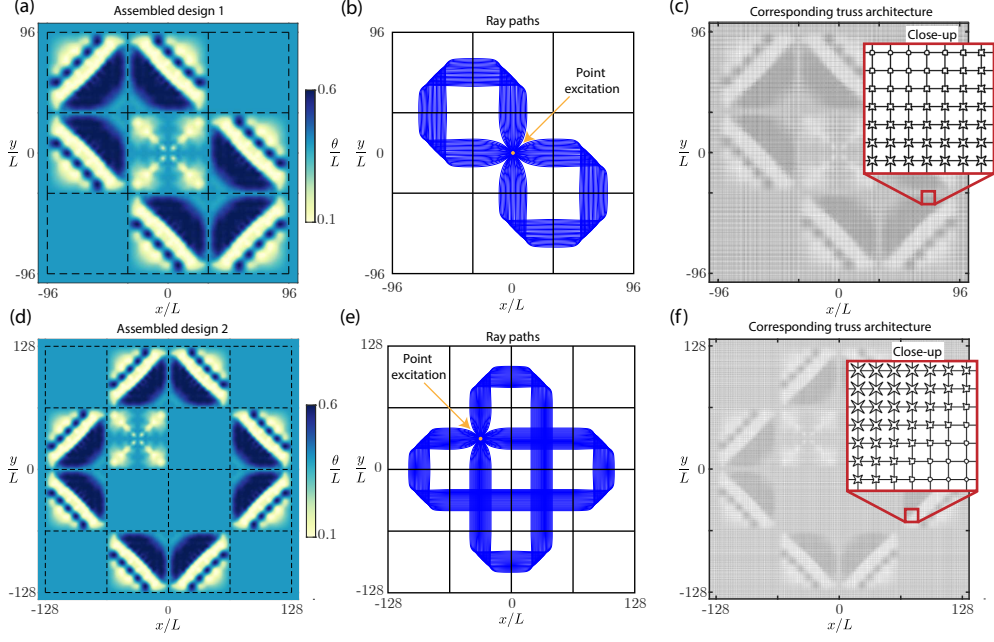 (a)
Assembled design 1
96
y/L
0
-96
-96
0
96
x/L
0.6
θ/L
0.1
(b)
Ray paths
96
y/L
0
-96
Point
excitation
-96
0
96
x/L
(c)
Corresponding truss architecture
96
y/L
0
-96
Close-up
-96
0
96
x/L
(d)
Assembled design 2
128
y/L
0
-128
-128
0
128
x/L
0.6
θ/L
0.1
(e)
Ray paths
128
y/L
0
-128
Point
excitation
-128
0
128
x/L
(f)
Corresponding truss architecture
128
y/L
0
-128
Close-up
-128
0
128
x/L